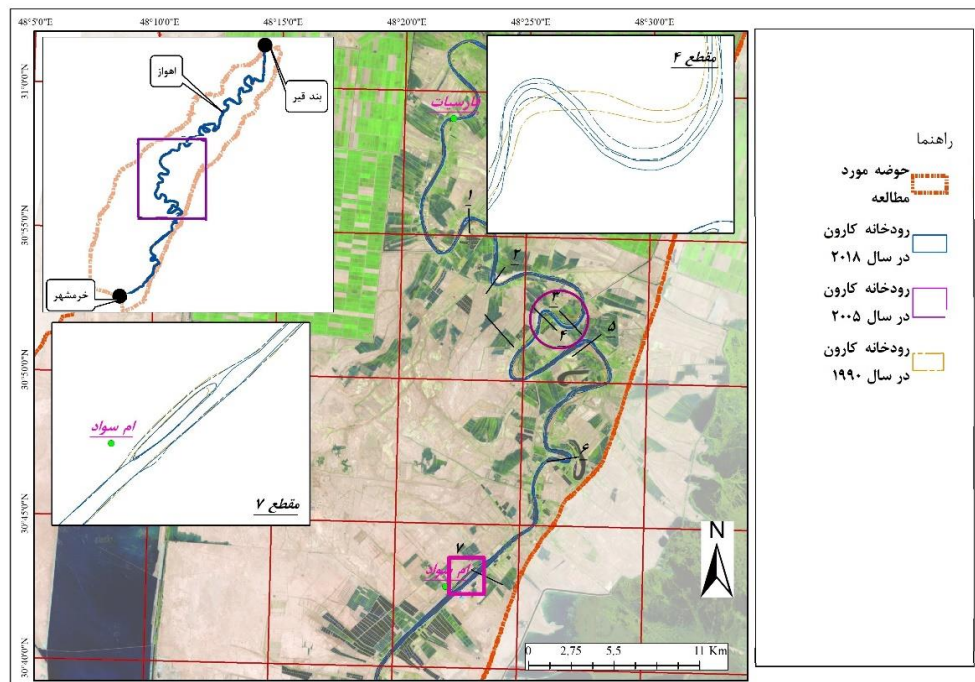 48°5'0"E
48°10'0"E
48°15'0"E
48°20'0"E
48°25'0"E
48°30'0"E
31°0'0"N
30°55'0"N
30°50'0"N
30°45'0"N
30°40'0"N
اهواز
بند قیر
خرمشهر
مقطع ۴
ام سواد
مقطع ۷
۱
۲
۳
۴
۵
۶
۷
ام سواد
N
0 2,75 5,5 11 Km
راهنما
حوضه مورد
مطالعه
رودخانه کارون
در سال ۲۰۱۸
رودخانه کارون
در سال ۲۰۰۵
رودخانه کارون
در سال ۱۹۹۰